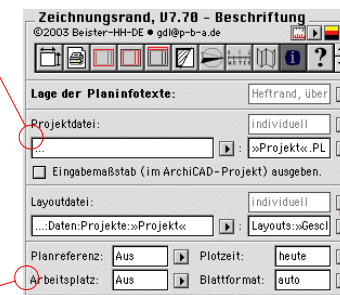 Zeichnungsrand, V7.70 - Beschriftung
©2003 Beister-HH-DE ● gdl@p-b-a.de
METER
i ?
Lage der Planinfotexte: Heftrand, über
Projektdatei: individuell
... : »Projekt«.PL
Eingabemaßstab (im ArchiCAD-Projekt) ausgeben.
Layoutdatei: individuell
...:Daten:Projekte:»Projekt« : Layouts:»Gescl
Planreferenz: Aus Plotzeit: heute
Arbeitsplatz: Aus Blattformat: auto